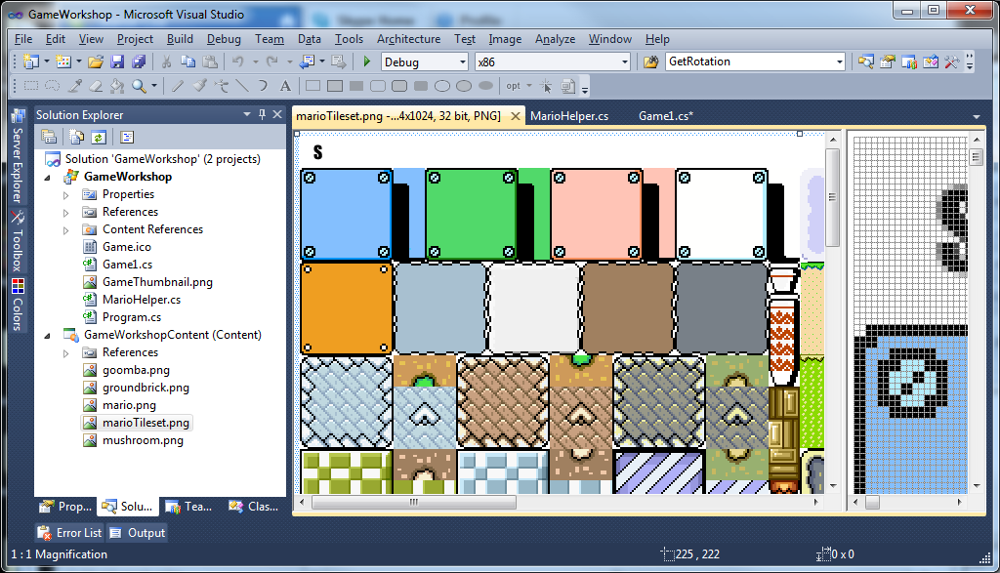 GameWorkshop - Microsoft Visual Studio
File Edit View Project Build Debug Team Data Tools Architecture Test Image Analyze Window Help
Debug x86 GetRotation
A opt
Solution Explorer
marioTileset.png -...4x1024, 32 bit, PNG] MarioHelper.cs Game1.cs*
Server Explorer
Toolbox
Colors
Solution 'GameWorkshop' (2 projects)
GameWorkshop
Properties
References
Content References
Game.ico
Game1.cs
GameThumbnail.png
MarioHelper.cs
Program.cs
GameWorkshopContent (Content)
References
goomba.png
groundbrick.png
mario.png
marioTileset.png
mushroom.png
S
S
Prop... Solu... Tea... Clas...
Error List Output
1 : 1 Magnification 225 , 222 0 x 0